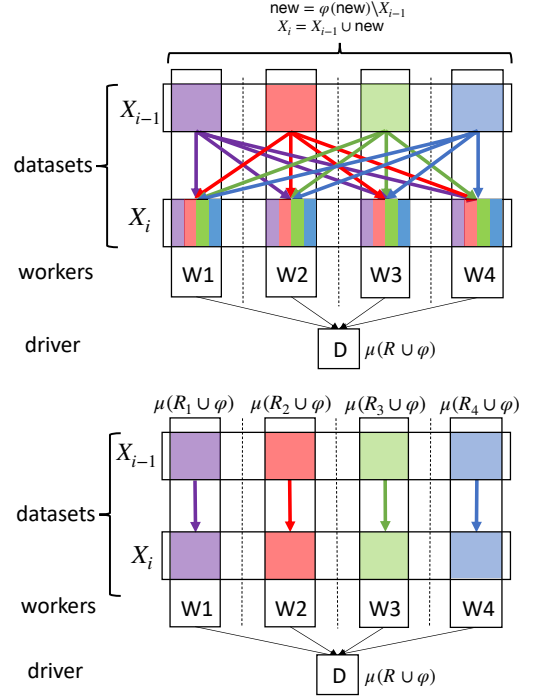 new = φ(new)\X_{i−1}
X_i = X_{i−1} ∪ new
X_{i−1}
datasets
X_i
workers W1 W2 W3 W4
driver D μ(R ∪ φ)
μ(R_1 ∪ φ) μ(R_2 ∪ φ) μ(R_3 ∪ φ) μ(R_4 ∪ φ)
X_{i−1}
datasets
X_i
workers W1 W2 W3 W4
driver D μ(R ∪ φ)